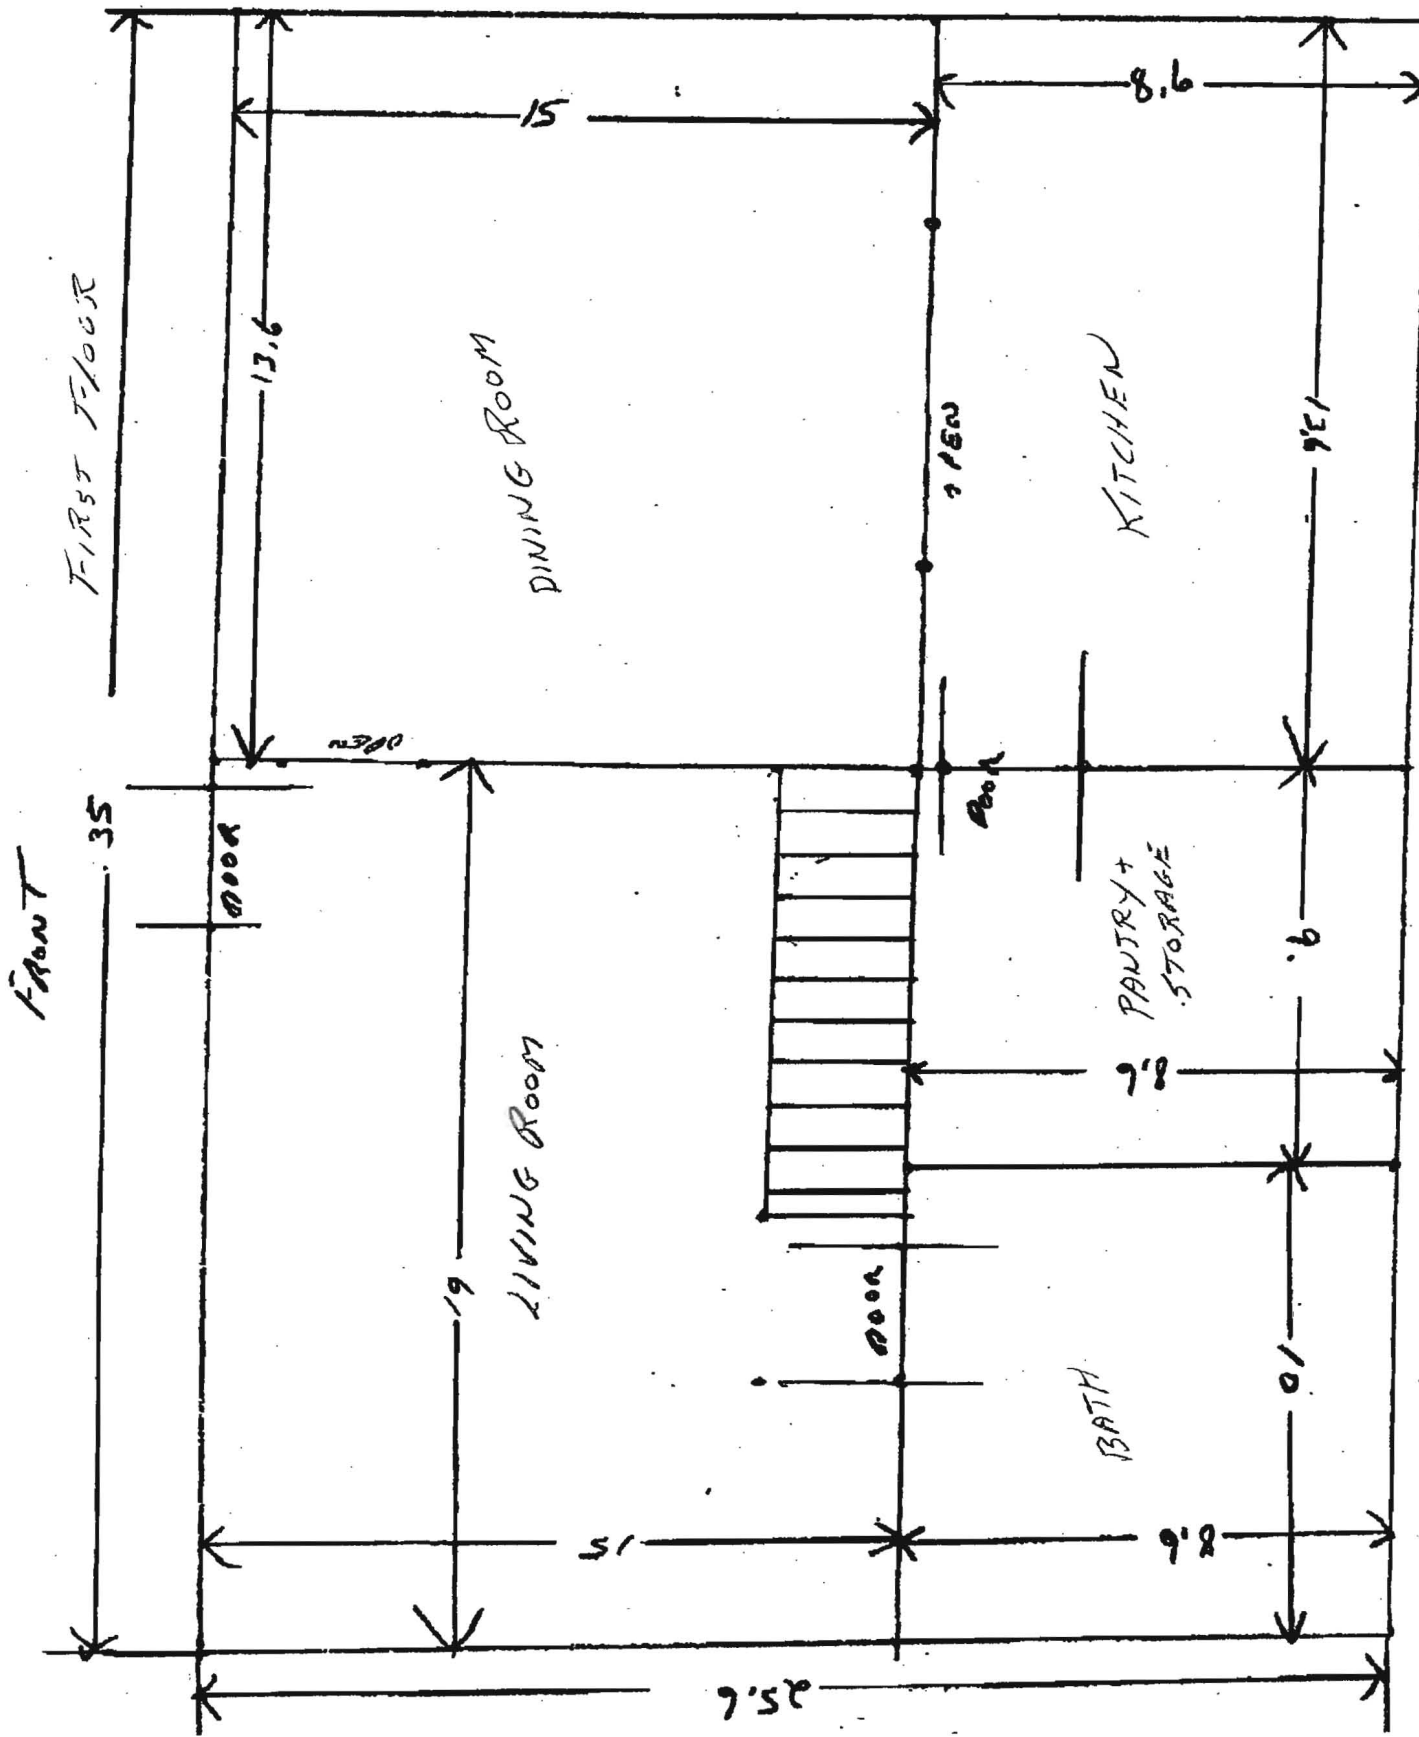 FRONT
FIRST FLOOR
35
DOOR
13.6
OPEN
19
LIVING ROOM
DINING ROOM
15
15
25.6
DOOR
OPEN
DOOR
BATH
PANTRY +
STORAGE
KITCHEN
8.6
8.6
8.6
10
9.
13.6